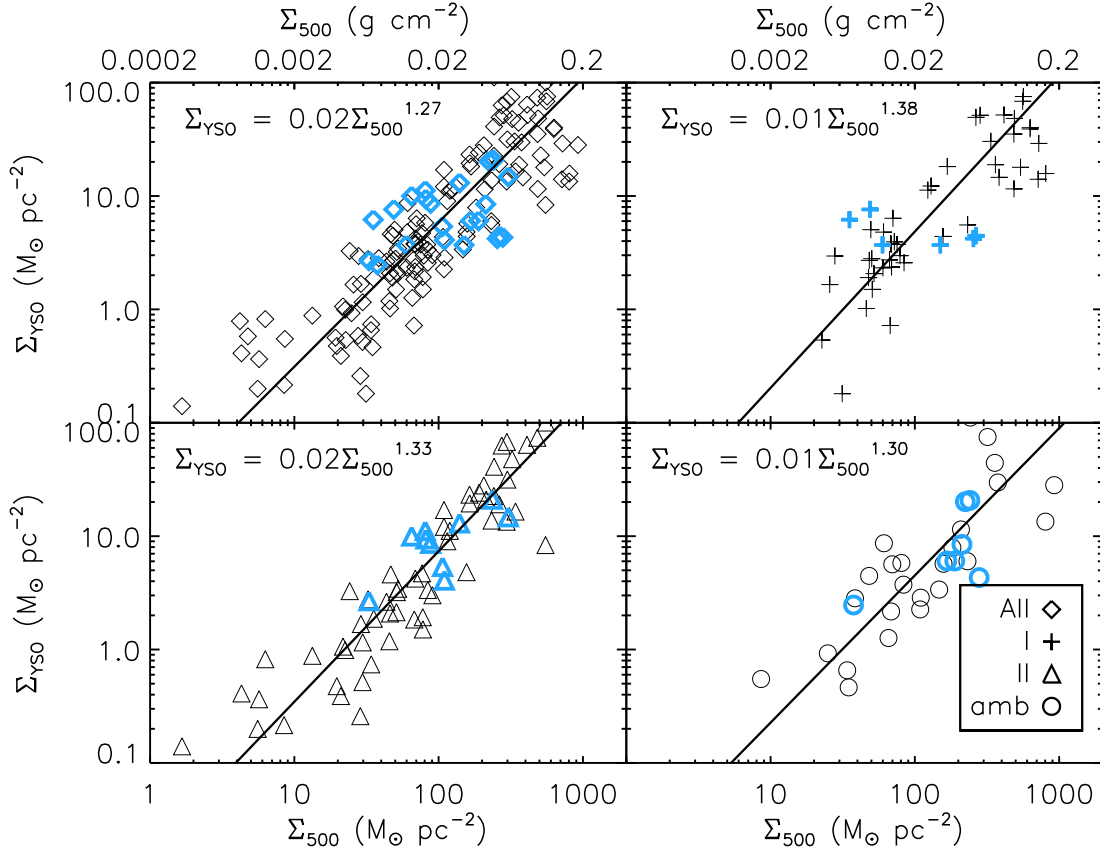 Σ500 (g cm−2) Σ500 (g cm−2)
0.0002 0.002 0.02 0.2 0.002 0.02 0.2
100.0
10.0
1.0
0.1
ΣYSO (M⊙ pc−2)
ΣYSO = 0.02Σ500^1.27
ΣYSO = 0.01Σ500^1.38
100.0
10.0
1.0
0.1
ΣYSO (M⊙ pc−2)
ΣYSO = 0.02Σ500^1.33
ΣYSO = 0.01Σ500^1.30
All
I
II
amb
1 10 100 1000 10 100 1000
Σ500 (M⊙ pc−2) Σ500 (M⊙ pc−2)